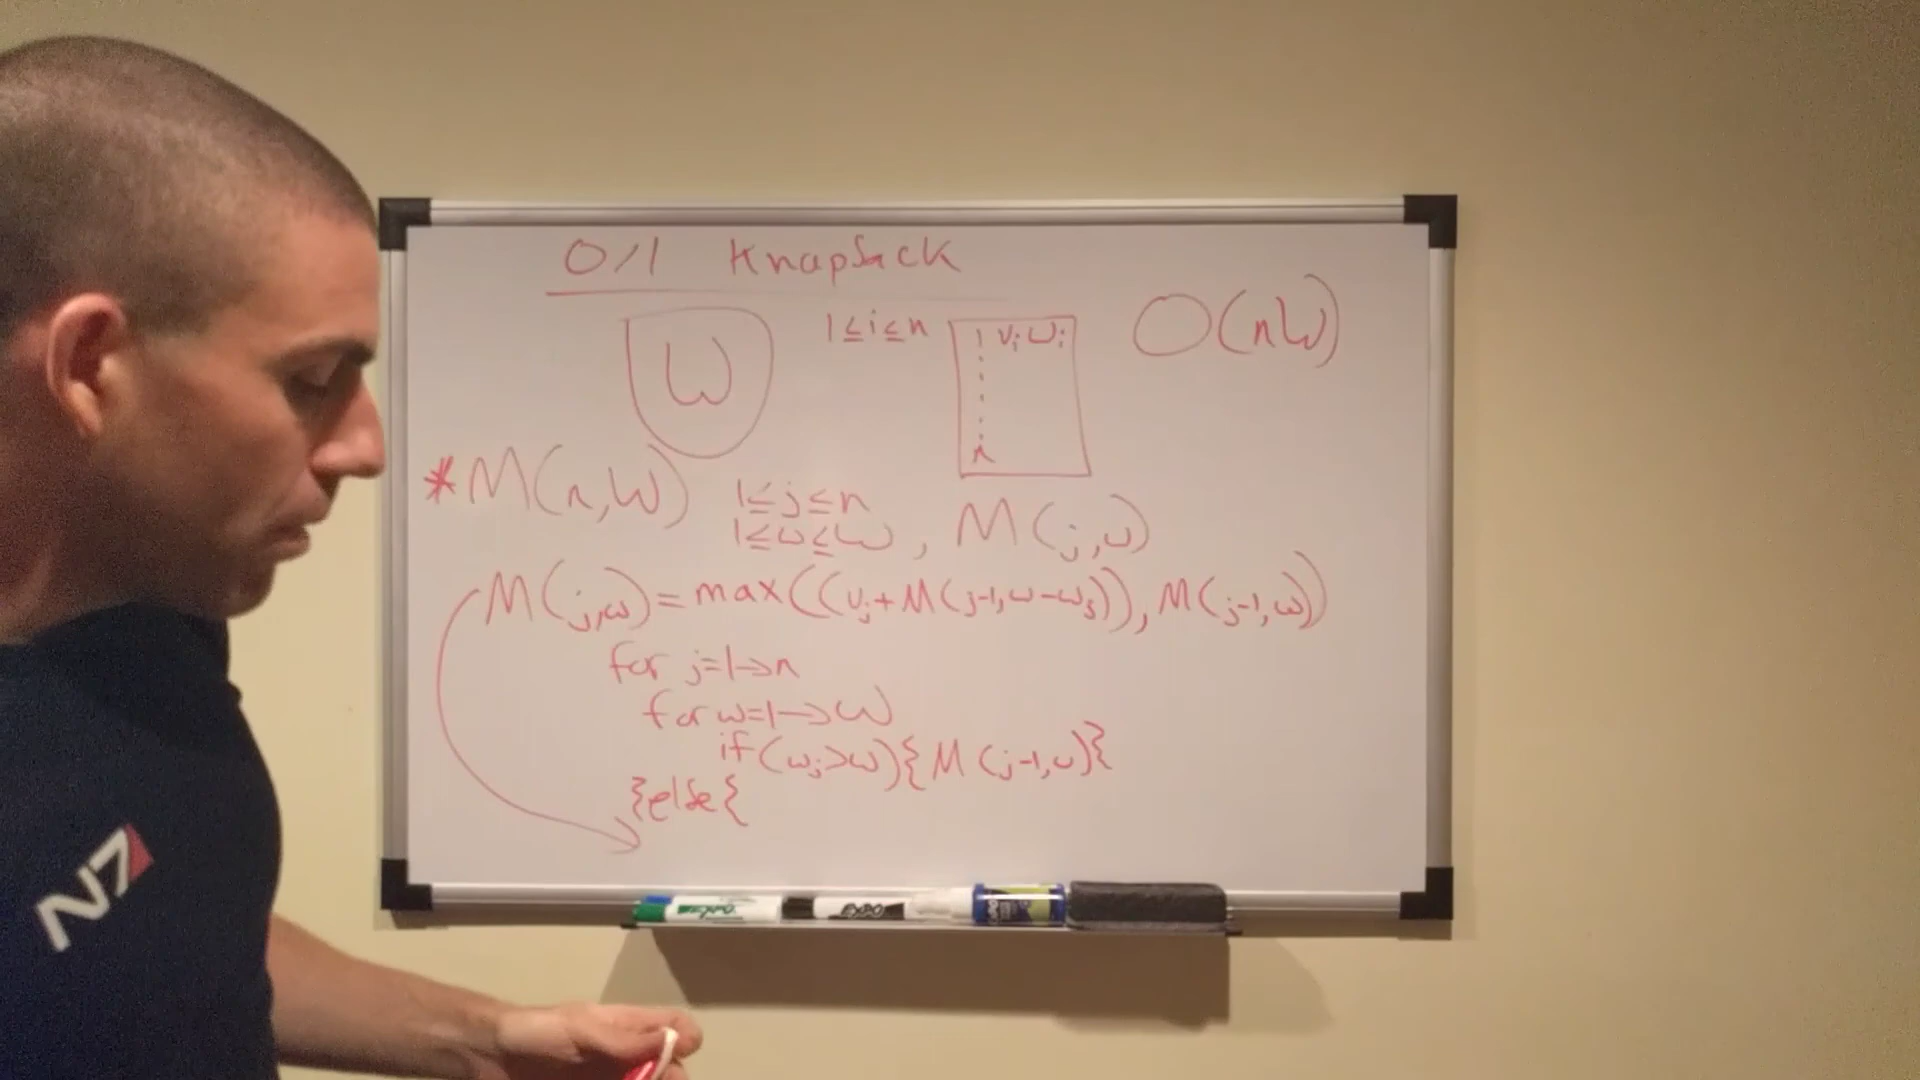 0/1 Knapsack
W
1≤i≤n
1 vᵢ wᵢ
n
O(nW)
*M(n,W)
1≤j≤n
1≤w≤W , M(j,w)
M(j,w)=max((vⱼ+M(j-1,w-wⱼ)),M(j-1,w))
for j=1→n
for w=1→W
if(wⱼ>w){M(j-1,w)}
}else{
N7
EXPO